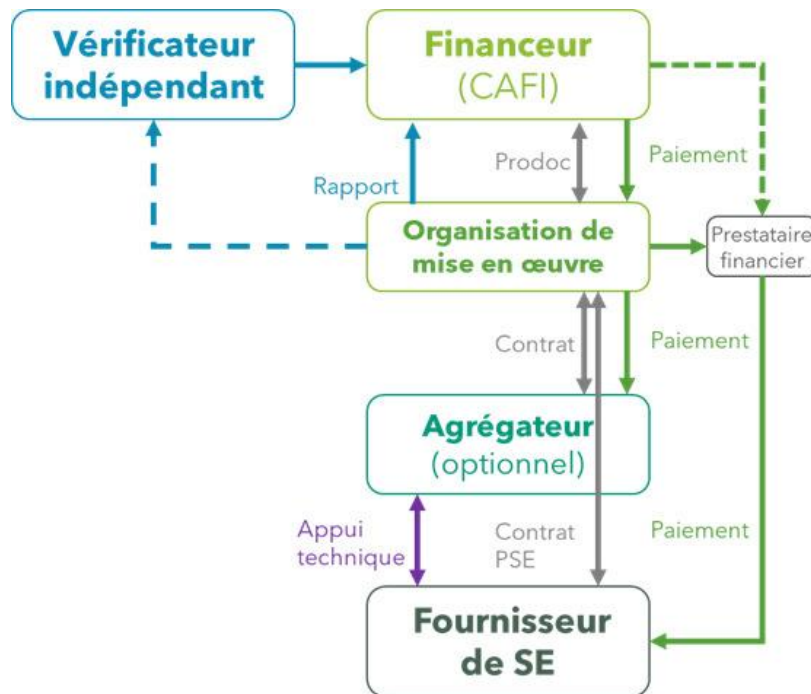 Vérificateur
indépendant
Financeur
(CAFI)
Rapport
Prodoc
Paiement
Organisation de
mise en œuvre
Prestataire
financier
Contrat
Paiement
Agrégateur
(optionnel)
Appui
technique
Contrat
PSE
Paiement
Fournisseur
de SE